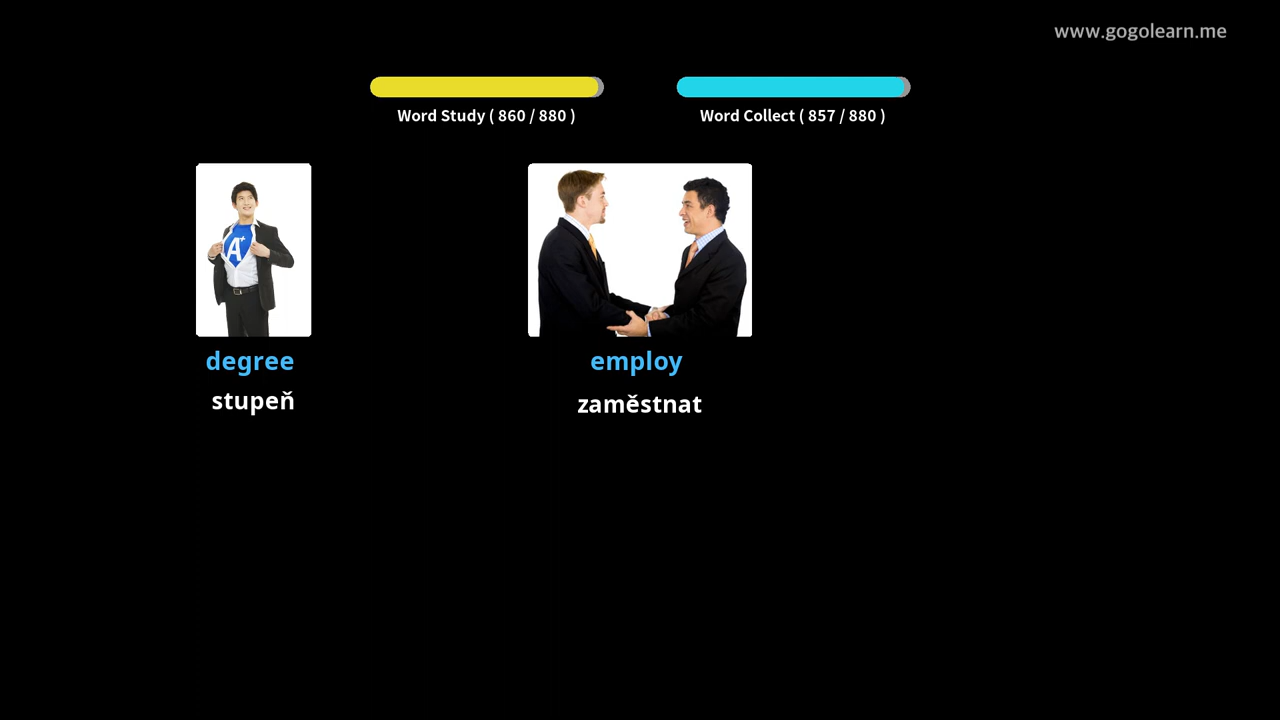 www.gogolearn.me
Word Study ( 860 / 880 )
Word Collect ( 857 / 880 )
A+
degree
employ
stupeň
zaměstnat